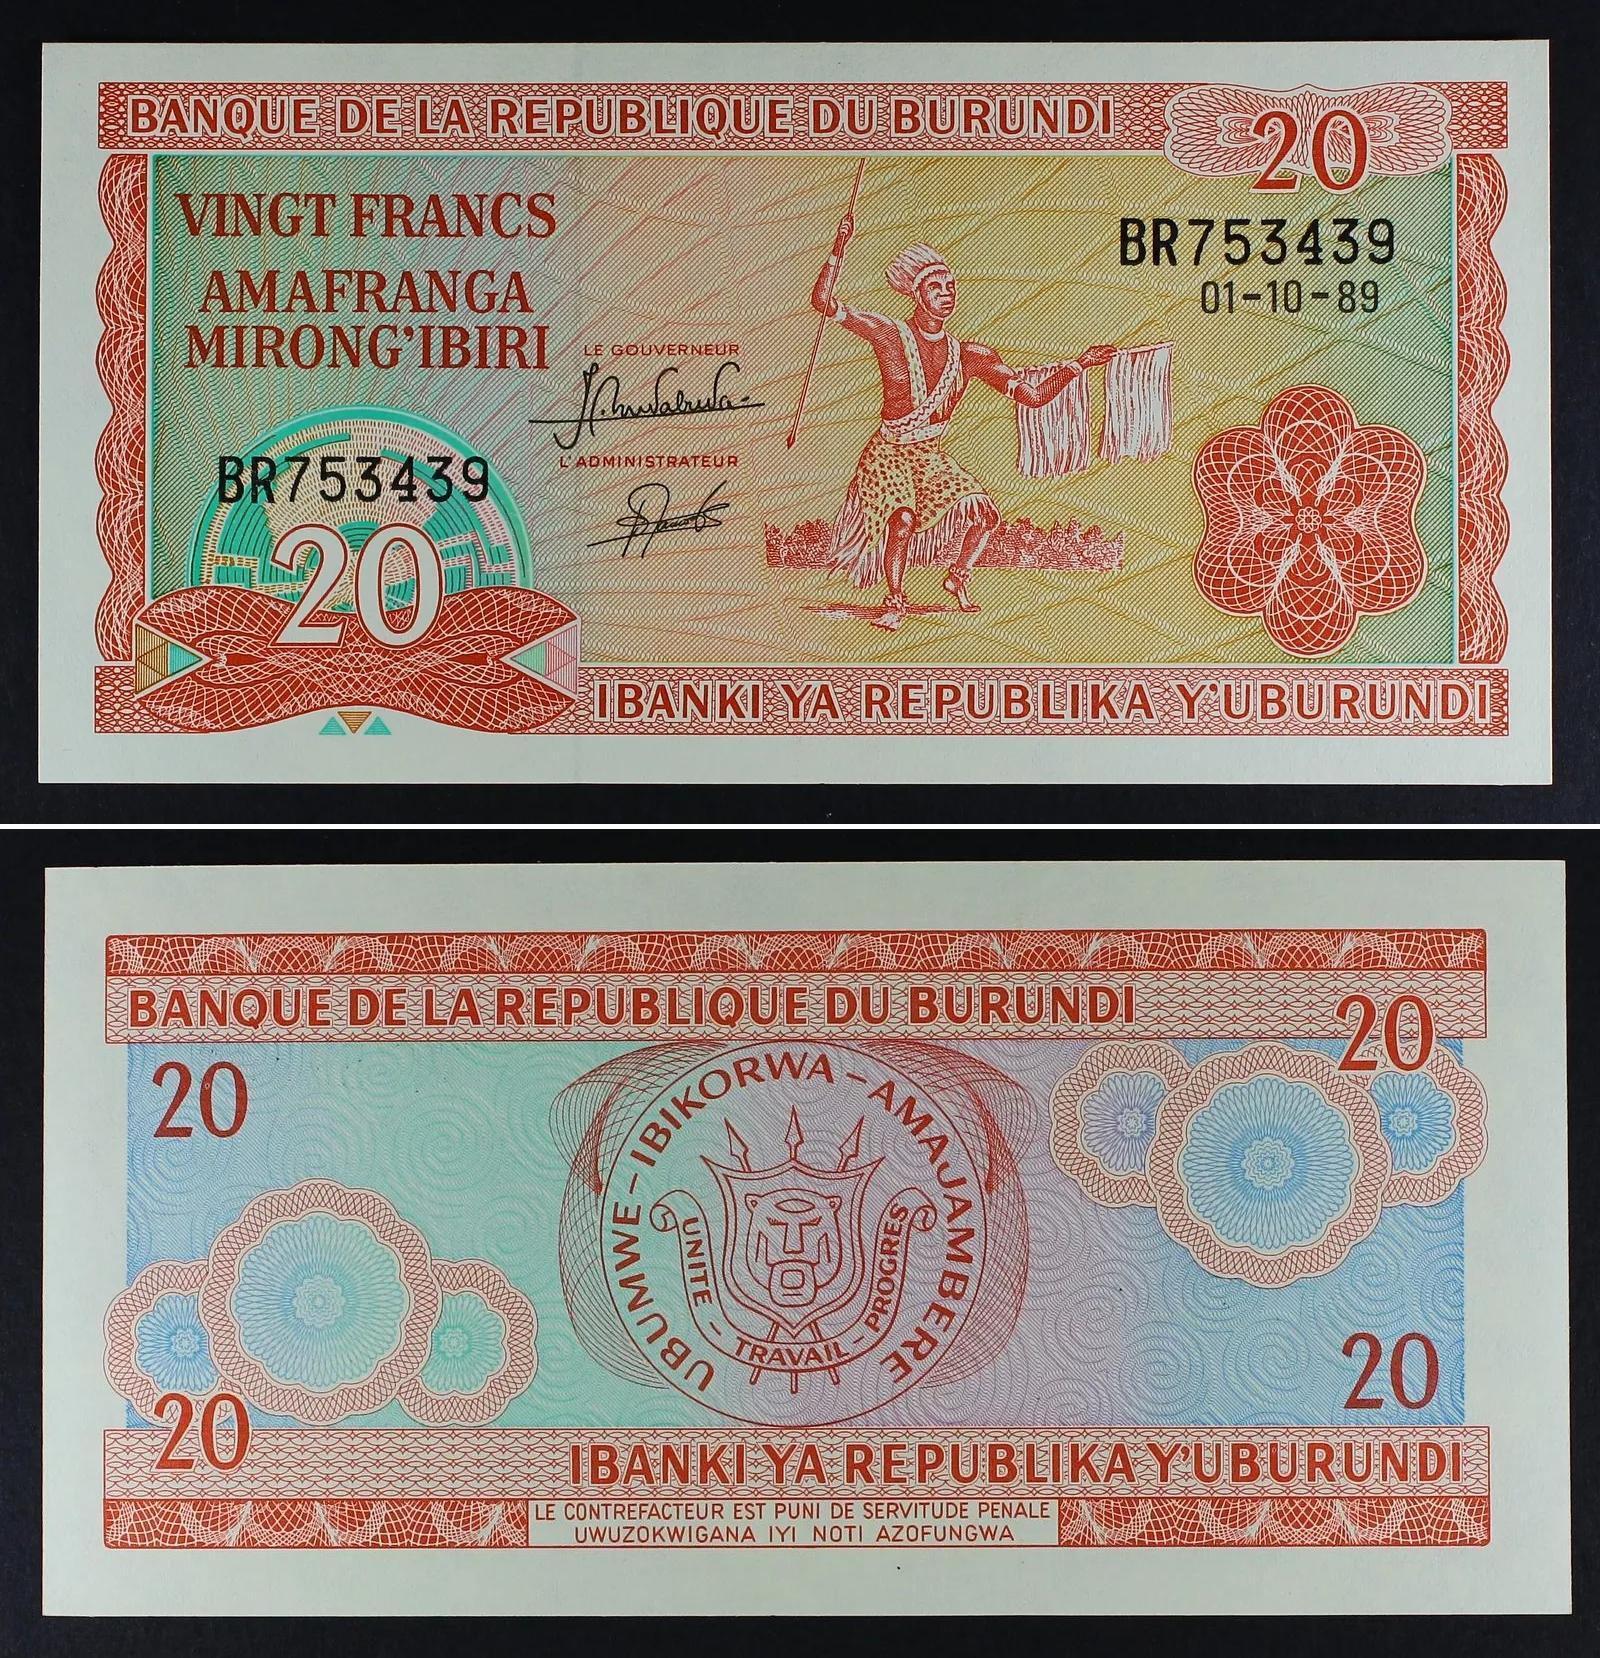 BANQUE DE LA REPUBLIQUE DU BURUNDI
20
VINGT FRANCS
AMAFRANGA
MIRONG'IBIRI
BR753439
01-10-89
LE GOUVERNEUR
L'ADMINISTRATEUR
BR753439
20
IBANKI YA REPUBLIKA Y'UBURUNDI
BANQUE DE LA REPUBLIQUE DU BURUNDI
20
20
UBUMWE - IBIKORWA - AMAJAMBERE
UNITE - TRAVAIL - PROGRES
20
20
IBANKI YA REPUBLIKA Y'UBURUNDI
LE CONTREFACTEUR EST PUNI DE SERVITUDE PENALE
UWUZOKWIGANA IYI NOTI AZOFUNGWA